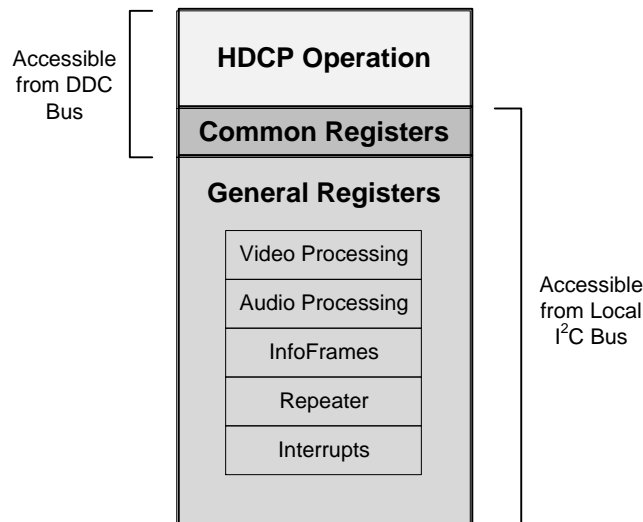 Accessible
from DDC
Bus
HDCP Operation
Common Registers
General Registers
Video Processing
Audio Processing
InfoFrames
Repeater
Interrupts
Accessible
from Local
I²C Bus